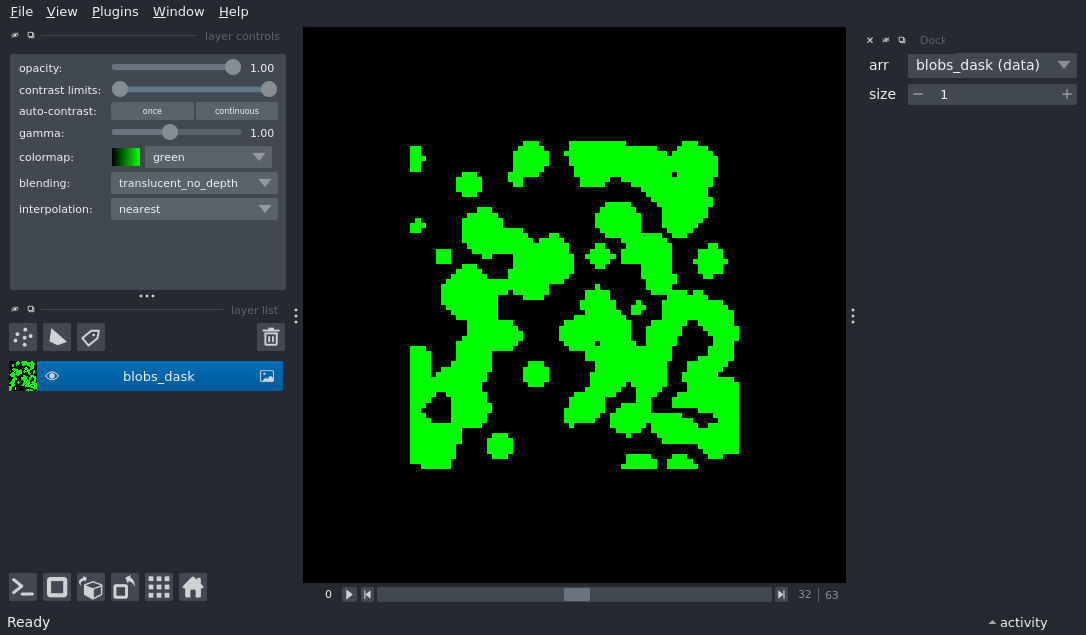 File View Plugins Window Help
layer controls
opacity: 1.00
contrast limits:
auto-contrast: once continuous
gamma: 1.00
colormap: green
blending: translucent_no_depth
interpolation: nearest
layer list
blobs_dask
0 32 63
Ready
Dock
arr blobs_dask (data)
size 1
activity